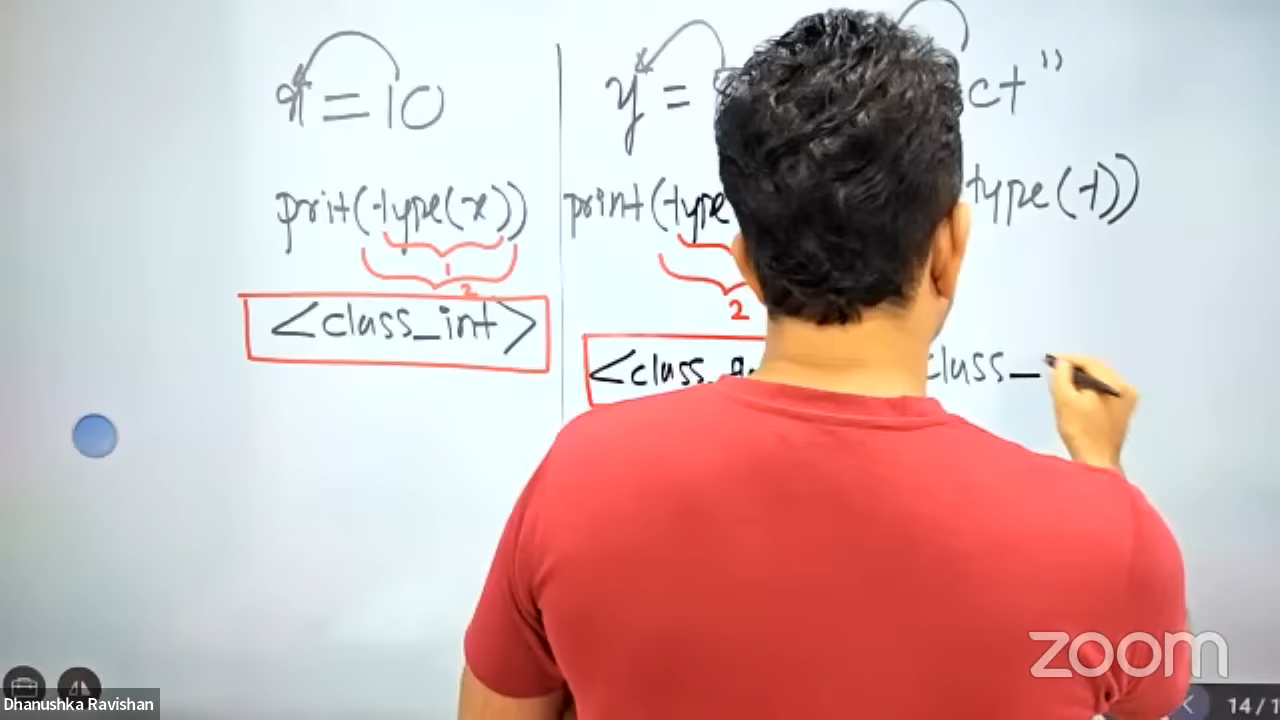 x = 10
y =
ct"
prit(type(x))
print(type
type(t))
1
2
2
<class_int>
<class
class_
zoom
Dhanushka Ravishan
14/1